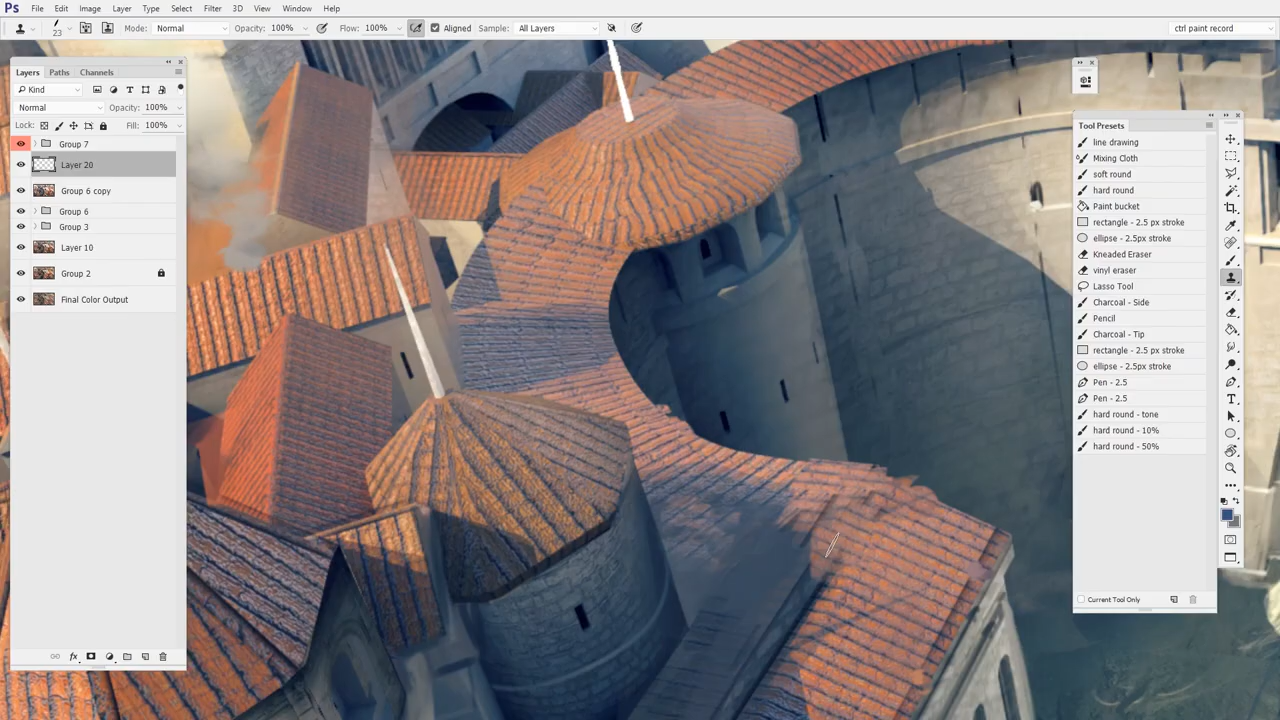 Ps File Edit Image Layer Type Select Filter 3D View Window Help
23 Mode: Normal Opacity: 100% Flow: 100% Aligned Sample: All Layers ctrl paint record
Layers Paths Channels
Kind
Normal Opacity: 100%
Lock: Fill: 100%
Group 7
Layer 20
Group 6 copy
Group 6
Group 3
Layer 10
Group 2
Final Color Output
fx
Tool Presets
line drawing
Mixing Cloth
soft round
hard round
Paint bucket
rectangle - 2.5 px stroke
ellipse - 2.5px stroke
Kneaded Eraser
vinyl eraser
Lasso Tool
Charcoal - Side
Pencil
Charcoal - Tip
rectangle - 2.5 px stroke
ellipse - 2.5px stroke
Pen - 2.5
Pen - 2.5
hard round - tone
hard round - 10%
hard round - 50%
Current Tool Only